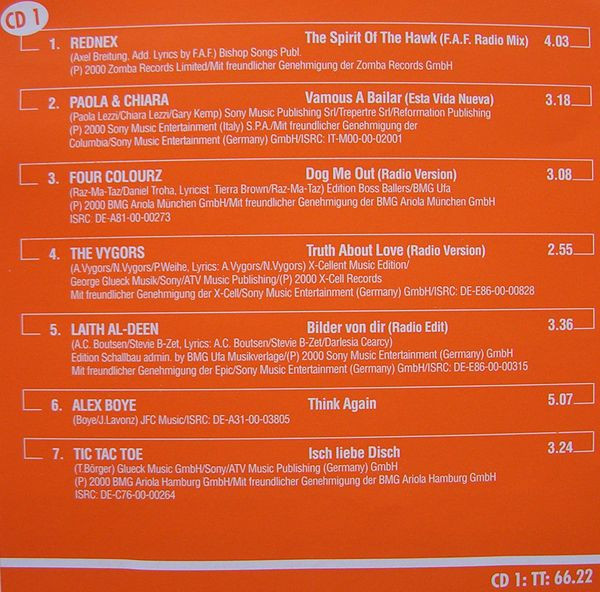 CD 1
1. REDNEX The Spirit Of The Hawk (F.A.F. Radio Mix) 4.03
(Axel Breitung, Add. Lyrics by F.A.F.) Bishop Songs Publ.
(P) 2000 Zomba Records Limited/Mit freundlicher Genehmigung der Zomba Records GmbH
2. PAOLA & CHIARA Vamous A Bailar (Esta Vida Nueva) 3.18
(Paola Lezzi/Chiara Lezzi/Gary Kemp) Sony Music Publishing Srl/Trepertre Srl/Reformation Publishing
(P) 2000 Sony Music Entertainment (Italy) S.P.A./Mit freundlicher Genehmigung der
Columbia/Sony Music Entertainment (Germany) GmbH/ISRC: IT-M00-00-02001
3. FOUR COLOURZ Dog Me Out (Radio Version) 3.08
(Raz-Ma-Taz/Daniel Troha, Lyricist: Tierra Brown/Raz-Ma-Taz) Edition Boss Ballers/BMG Ufa
(P) 2000 BMG Ariola München GmbH/Mit freundlicher Genehmigung der BMG Ariola München GmbH
ISRC: DE-A81-00-00273
4. THE VYGORS Truth About Love (Radio Version) 2.55
(A.Vygors/N.Vygors/P.Weihe, Lyrics: A.Vygors/N.Vygors) X-Cellent Music Edition/
George Glueck Musik/Sony/ATV Music Publishing/(P) 2000 X-Cell Records
Mit freundlicher Genehmigung der X-Cell/Sony Music Entertainment (Germany) GmbH/ISRC: DE-E86-00-00828
5. LAITH AL-DEEN Bilder von dir (Radio Edit) 3.36
(A.C. Boutsen/Stevie B-Zet, Lyrics: A.C. Boutsen/Stevie B-Zet/Darlesia Cearcy)
Edition Schallbau admin. by BMG Ufa Musikverlage/(P) 2000 Sony Music Entertainment (Germany) GmbH
Mit freundlicher Genehmigung der Epic/Sony Music Entertainment (Germany) GmbH/ISRC: DE-E86-00-00315
6. ALEX BOYE Think Again 5.07
(Boye/J.Lavonz) JFC Music/ISRC: DE-A31-00-03805
7. TIC TAC TOE Isch liebe Disch 3.24
(T.Börger) Glueck Music GmbH/Sony/ATV Music Publishing (Germany) GmbH
(P) 2000 BMG Ariola Hamburg GmbH/Mit freundlicher Genehmigung der BMG Ariola Hamburg GmbH
ISRC: DE-C76-00-00264
CD 1: TT: 66.22